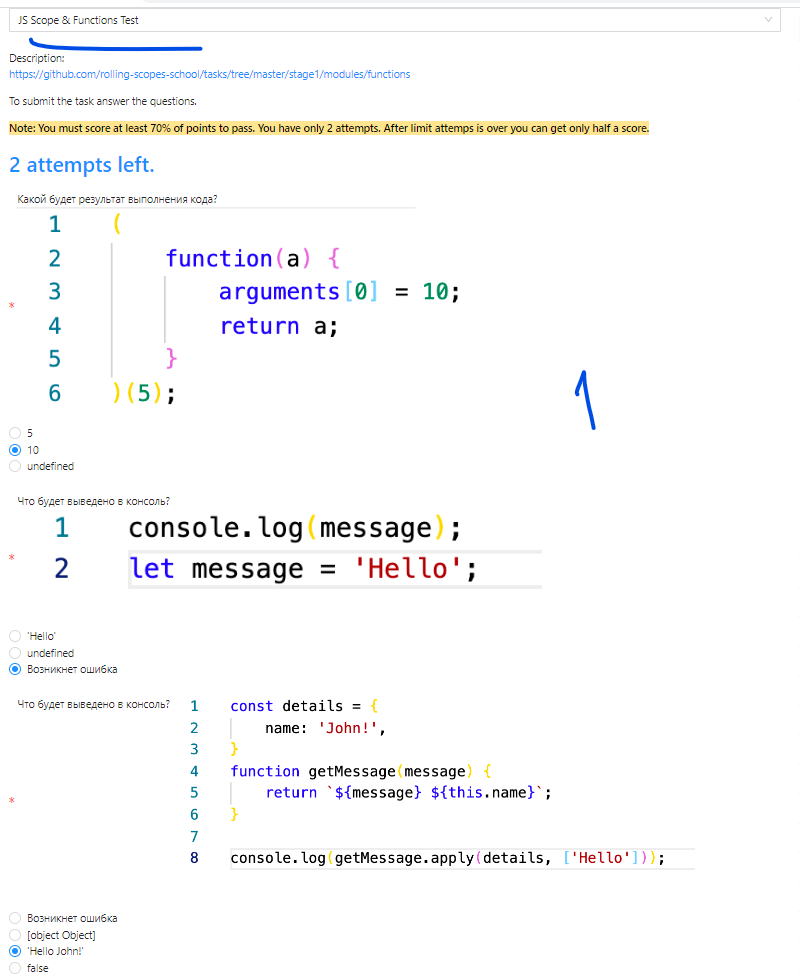 JS Scope & Functions Test
Description:
https://github.com/rolling-scopes-school/tasks/tree/master/stage1/modules/functions
To submit the task answer the questions.
Note: You must score at least 70% of points to pass. You have only 2 attempts. After limit attemps is over you can get only half a score.
2 attempts left.
Какой будет результат выполнения кода?
1 (
2 function(a) {
3 arguments[0] = 10;
* 4 return a;
5 }
6 )(5);
1
5
10
undefined
Что будет выведено в консоль?
1 console.log(message);
* 2 let message = 'Hello';
'Hello'
undefined
Возникнет ошибка
Что будет выведено в консоль? 1 const details = {
2 name: 'John!',
3 }
4 function getMessage(message) {
* 5 return `${message} ${this.name}`;
6 }
7
8 console.log(getMessage.apply(details, ['Hello']));
Возникнет ошибка
[object Object]
'Hello John!'
false